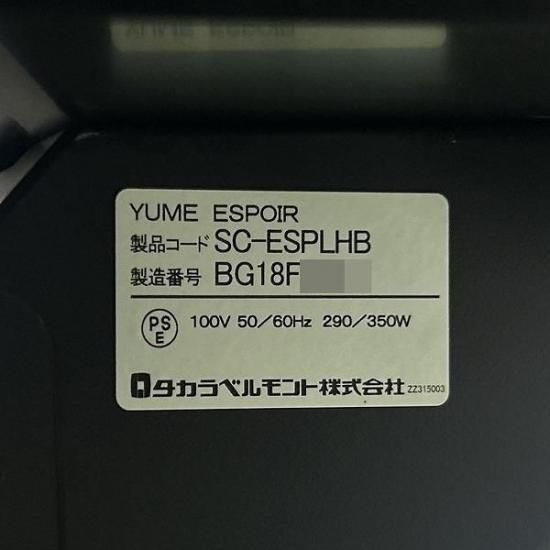 YUME ESPOIR
製品コード SC-ESPLHB
製造番号 BG18F
PSE 100V 50/60Hz 290/350W
タカラベルモント株式会社 ZZ315003